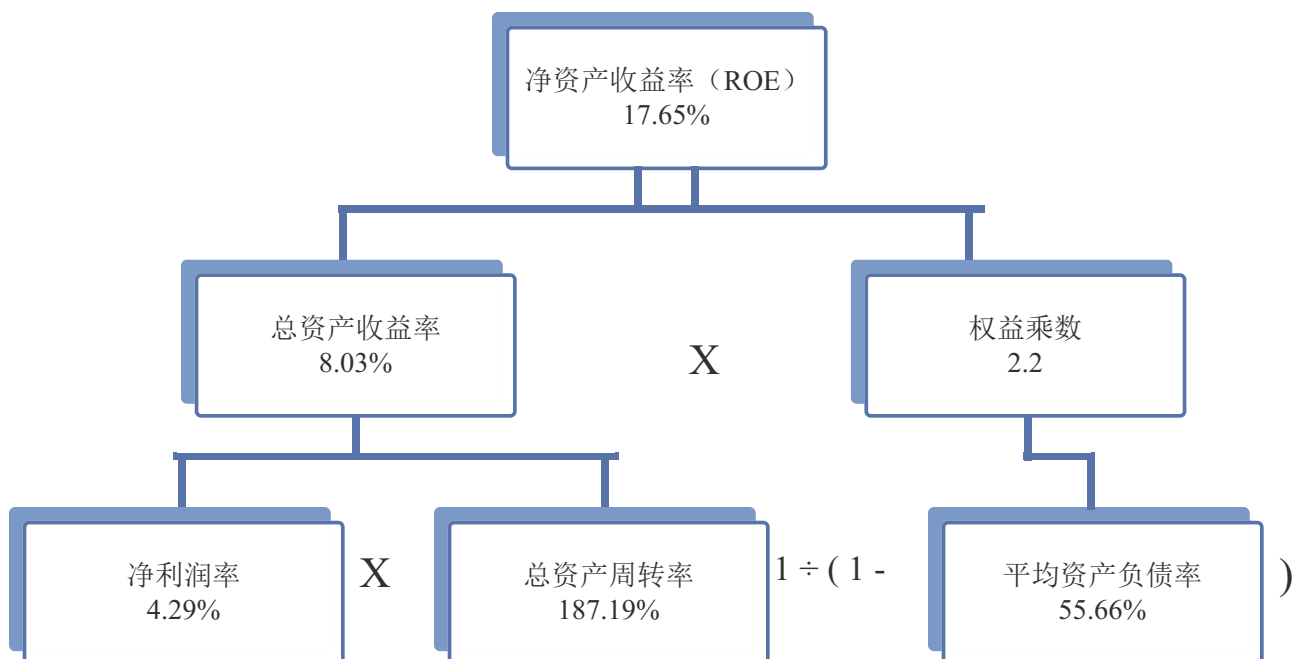 净资产收益率（ROE）
17.65%
总资产收益率
8.03%
X
权益乘数
2.2
净利润率
4.29%
X
总资产周转率
187.19%
1 ÷ ( 1 -
平均资产负债率
55.66%
)